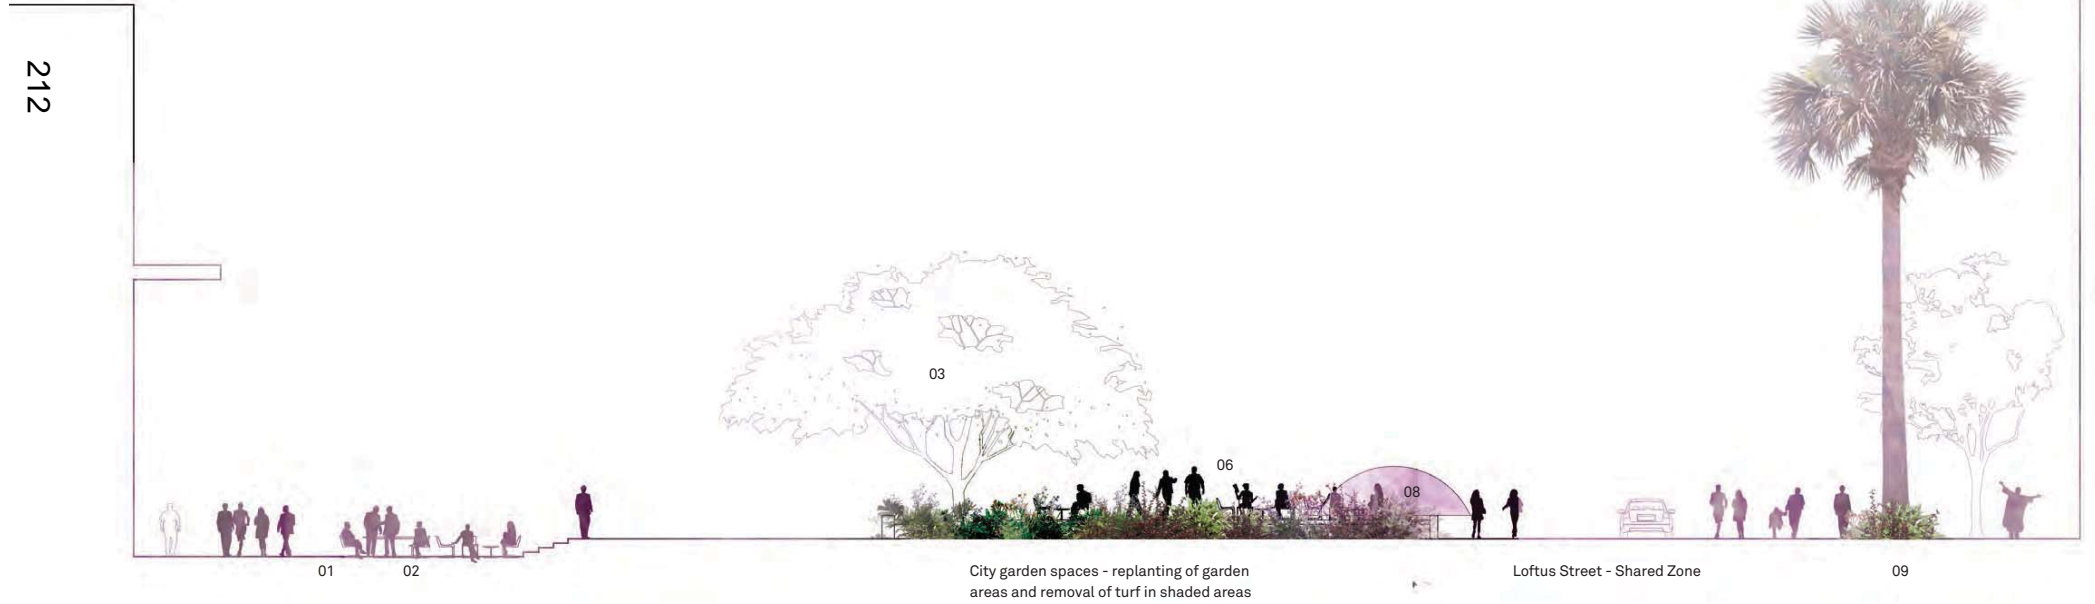 212
03
06
08
01
02
City garden spaces - replanting of garden
areas and removal of turf in shaded areas
Loftus Street - Shared Zone
09